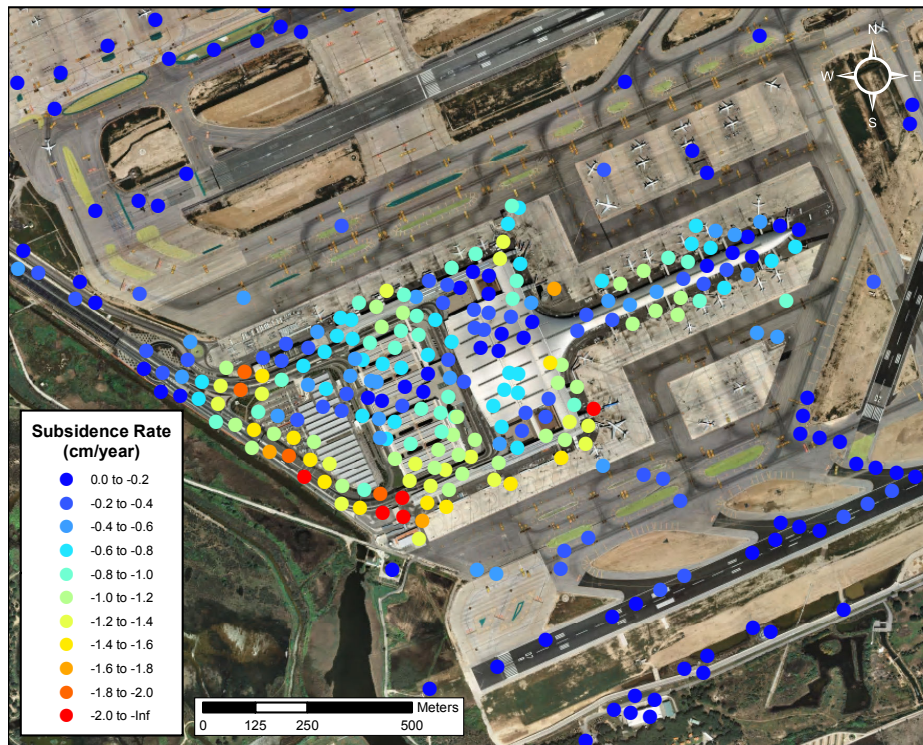 N
W
E
S
Subsidence Rate
(cm/year)
0.0 to -0.2
-0.2 to -0.4
-0.4 to -0.6
-0.6 to -0.8
-0.8 to -1.0
-1.0 to -1.2
-1.2 to -1.4
-1.4 to -1.6
-1.6 to -1.8
-1.8 to -2.0
-2.0 to -Inf
Meters
0 125 250 500